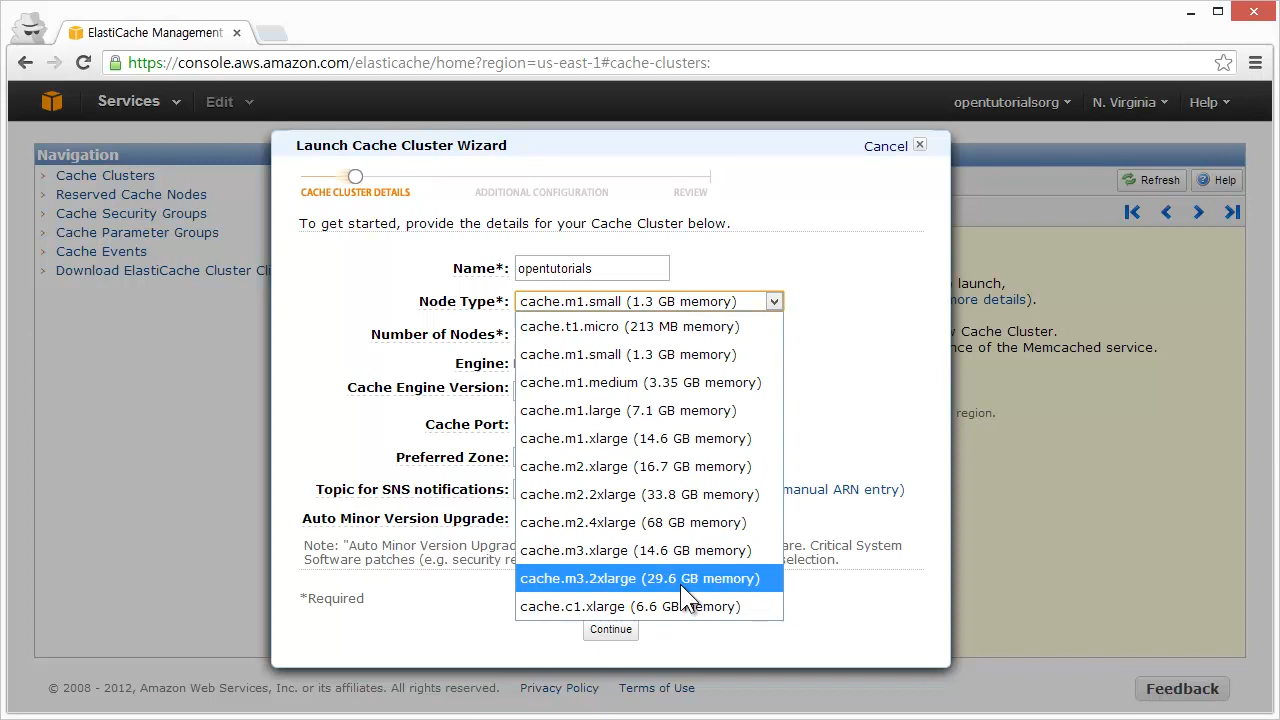 ElastiCache Management
https://console.aws.amazon.com/elasticache/home?region=us-east-1#cache-clusters:
Services Edit opentutorialsorg N. Virginia Help
Navigation
Cache Clusters
Reserved Cache Nodes
Cache Security Groups
Cache Parameter Groups
Cache Events
Download ElastiCache Cluster Cli
Refresh Help
launch,
more details).
Cache Cluster.
ance of the Memcached service.
region.
Launch Cache Cluster Wizard
Cancel
CACHE CLUSTER DETAILS ADDITIONAL CONFIGURATION REVIEW
To get started, provide the details for your Cache Cluster below.
Name*: opentutorials
Node Type*: cache.m1.small (1.3 GB memory)
cache.t1.micro (213 MB memory)
cache.m1.small (1.3 GB memory)
cache.m1.medium (3.35 GB memory)
cache.m1.large (7.1 GB memory)
cache.m1.xlarge (14.6 GB memory)
cache.m2.xlarge (16.7 GB memory)
cache.m2.2xlarge (33.8 GB memory)
cache.m2.4xlarge (68 GB memory)
cache.m3.xlarge (14.6 GB memory)
cache.m3.2xlarge (29.6 GB memory)
cache.c1.xlarge (6.6 GB memory)
Number of Nodes*:
Engine:
Cache Engine Version:
Cache Port:
Preferred Zone:
Topic for SNS notifications: manual ARN entry)
Auto Minor Version Upgrade:
Note: "Auto Minor Version Upgrad are. Critical System
Software patches (e.g. security re selection.
*Required
Continue
© 2008 - 2012, Amazon Web Services, Inc. or its affiliates. All rights reserved. Privacy Policy Terms of Use
Feedback